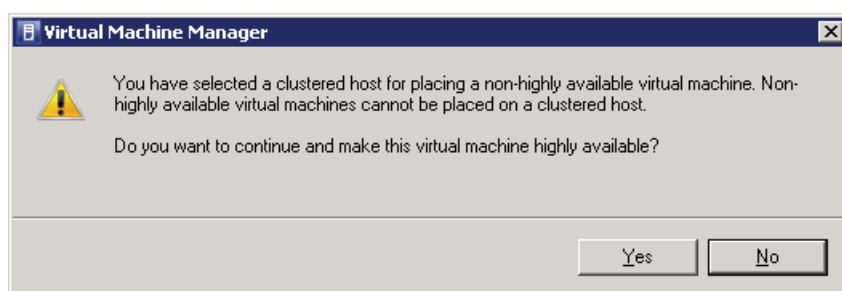 Virtual Machine Manager
You have selected a clustered host for placing a non-highly available virtual machine. Non-
highly available virtual machines cannot be placed on a clustered host.
Do you want to continue and make this virtual machine highly available?
Yes
No